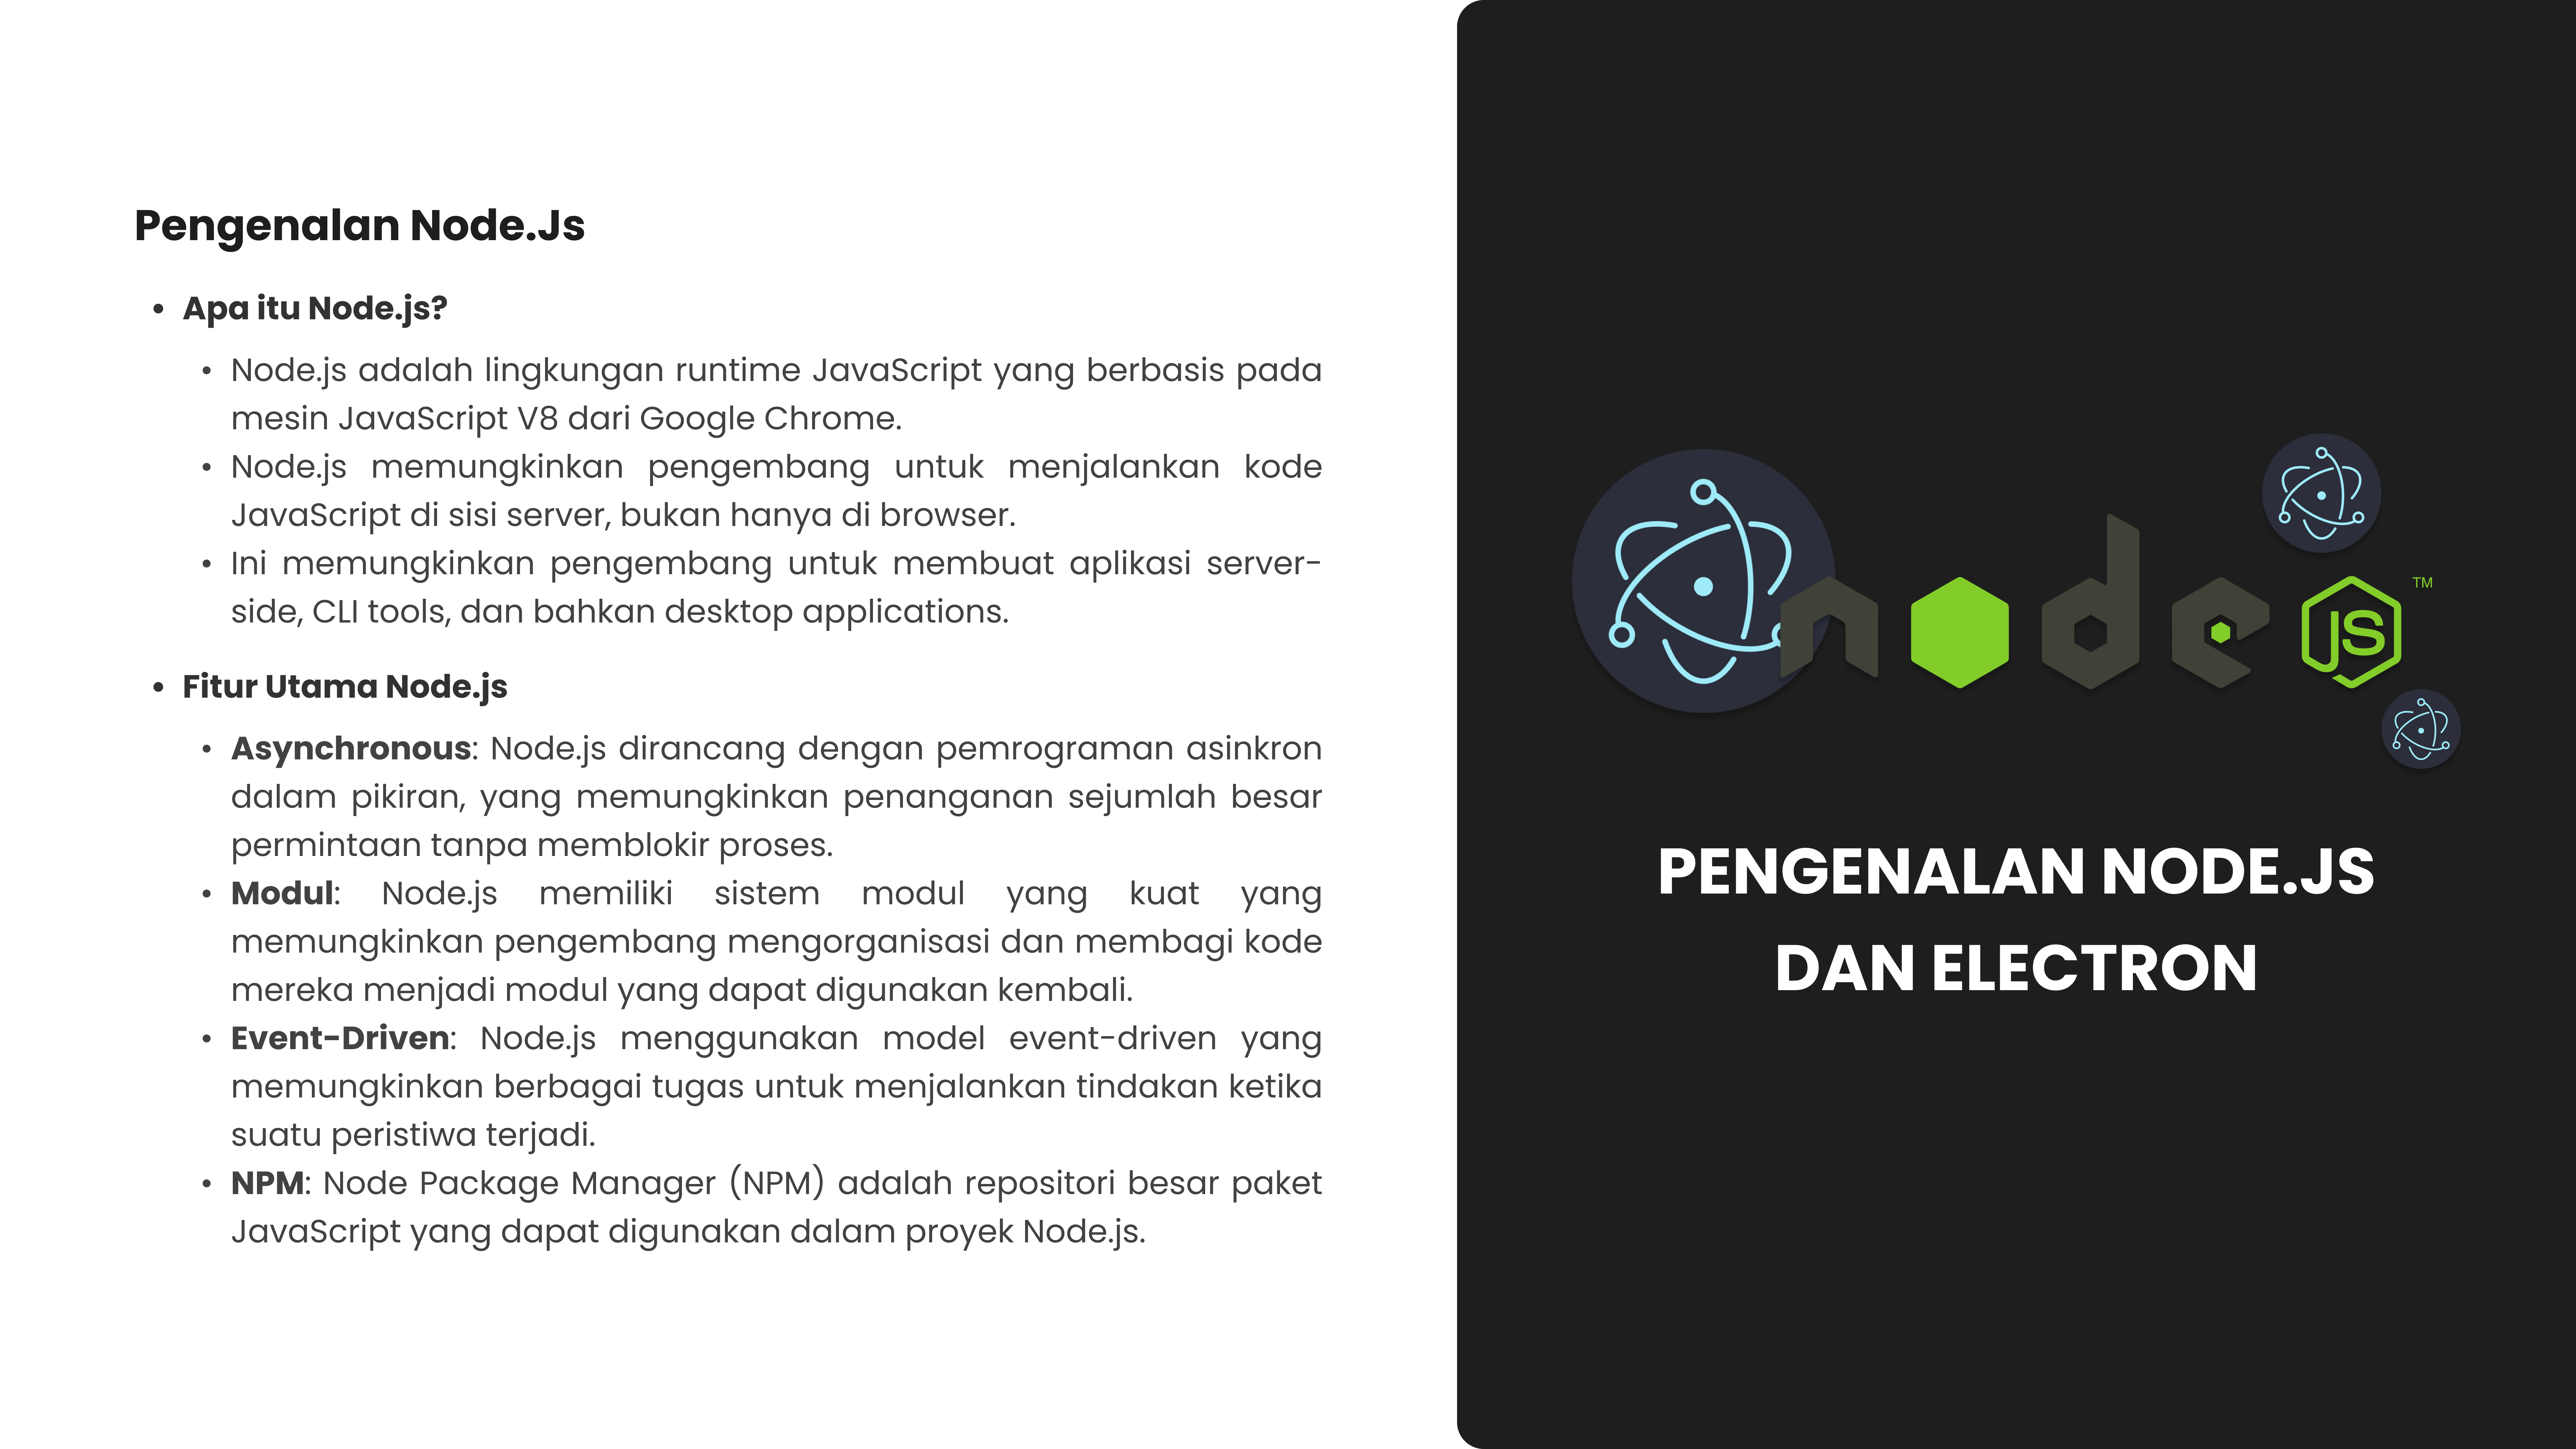 Pengenalan Node.Js
• Apa itu Node.js?
• Node.js adalah lingkungan runtime JavaScript yang berbasis pada
mesin JavaScript V8 dari Google Chrome.
• Node.js memungkinkan pengembang untuk menjalankan kode
JavaScript di sisi server, bukan hanya di browser.
• Ini memungkinkan pengembang untuk membuat aplikasi server-
side, CLI tools, dan bahkan desktop applications.
• Fitur Utama Node.js
• Asynchronous: Node.js dirancang dengan pemrograman asinkron
dalam pikiran, yang memungkinkan penanganan sejumlah besar
permintaan tanpa memblokir proses.
• Modul: Node.js memiliki sistem modul yang kuat yang
memungkinkan pengembang mengorganisasi dan membagi kode
mereka menjadi modul yang dapat digunakan kembali.
• Event-Driven: Node.js menggunakan model event-driven yang
memungkinkan berbagai tugas untuk menjalankan tindakan ketika
suatu peristiwa terjadi.
• NPM: Node Package Manager (NPM) adalah repositori besar paket
JavaScript yang dapat digunakan dalam proyek Node.js.
node JS TM
PENGENALAN NODE.JS
DAN ELECTRON